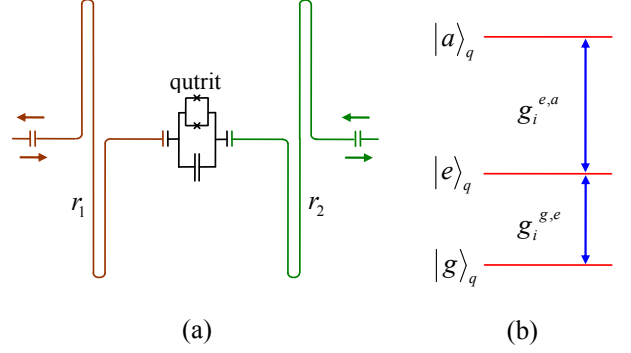 qutrit
r₁
r₂
(a)
|a⟩q
gᵢᵉ,ᵃ
|e⟩q
gᵢᵍ,ᵉ
|g⟩q
(b)